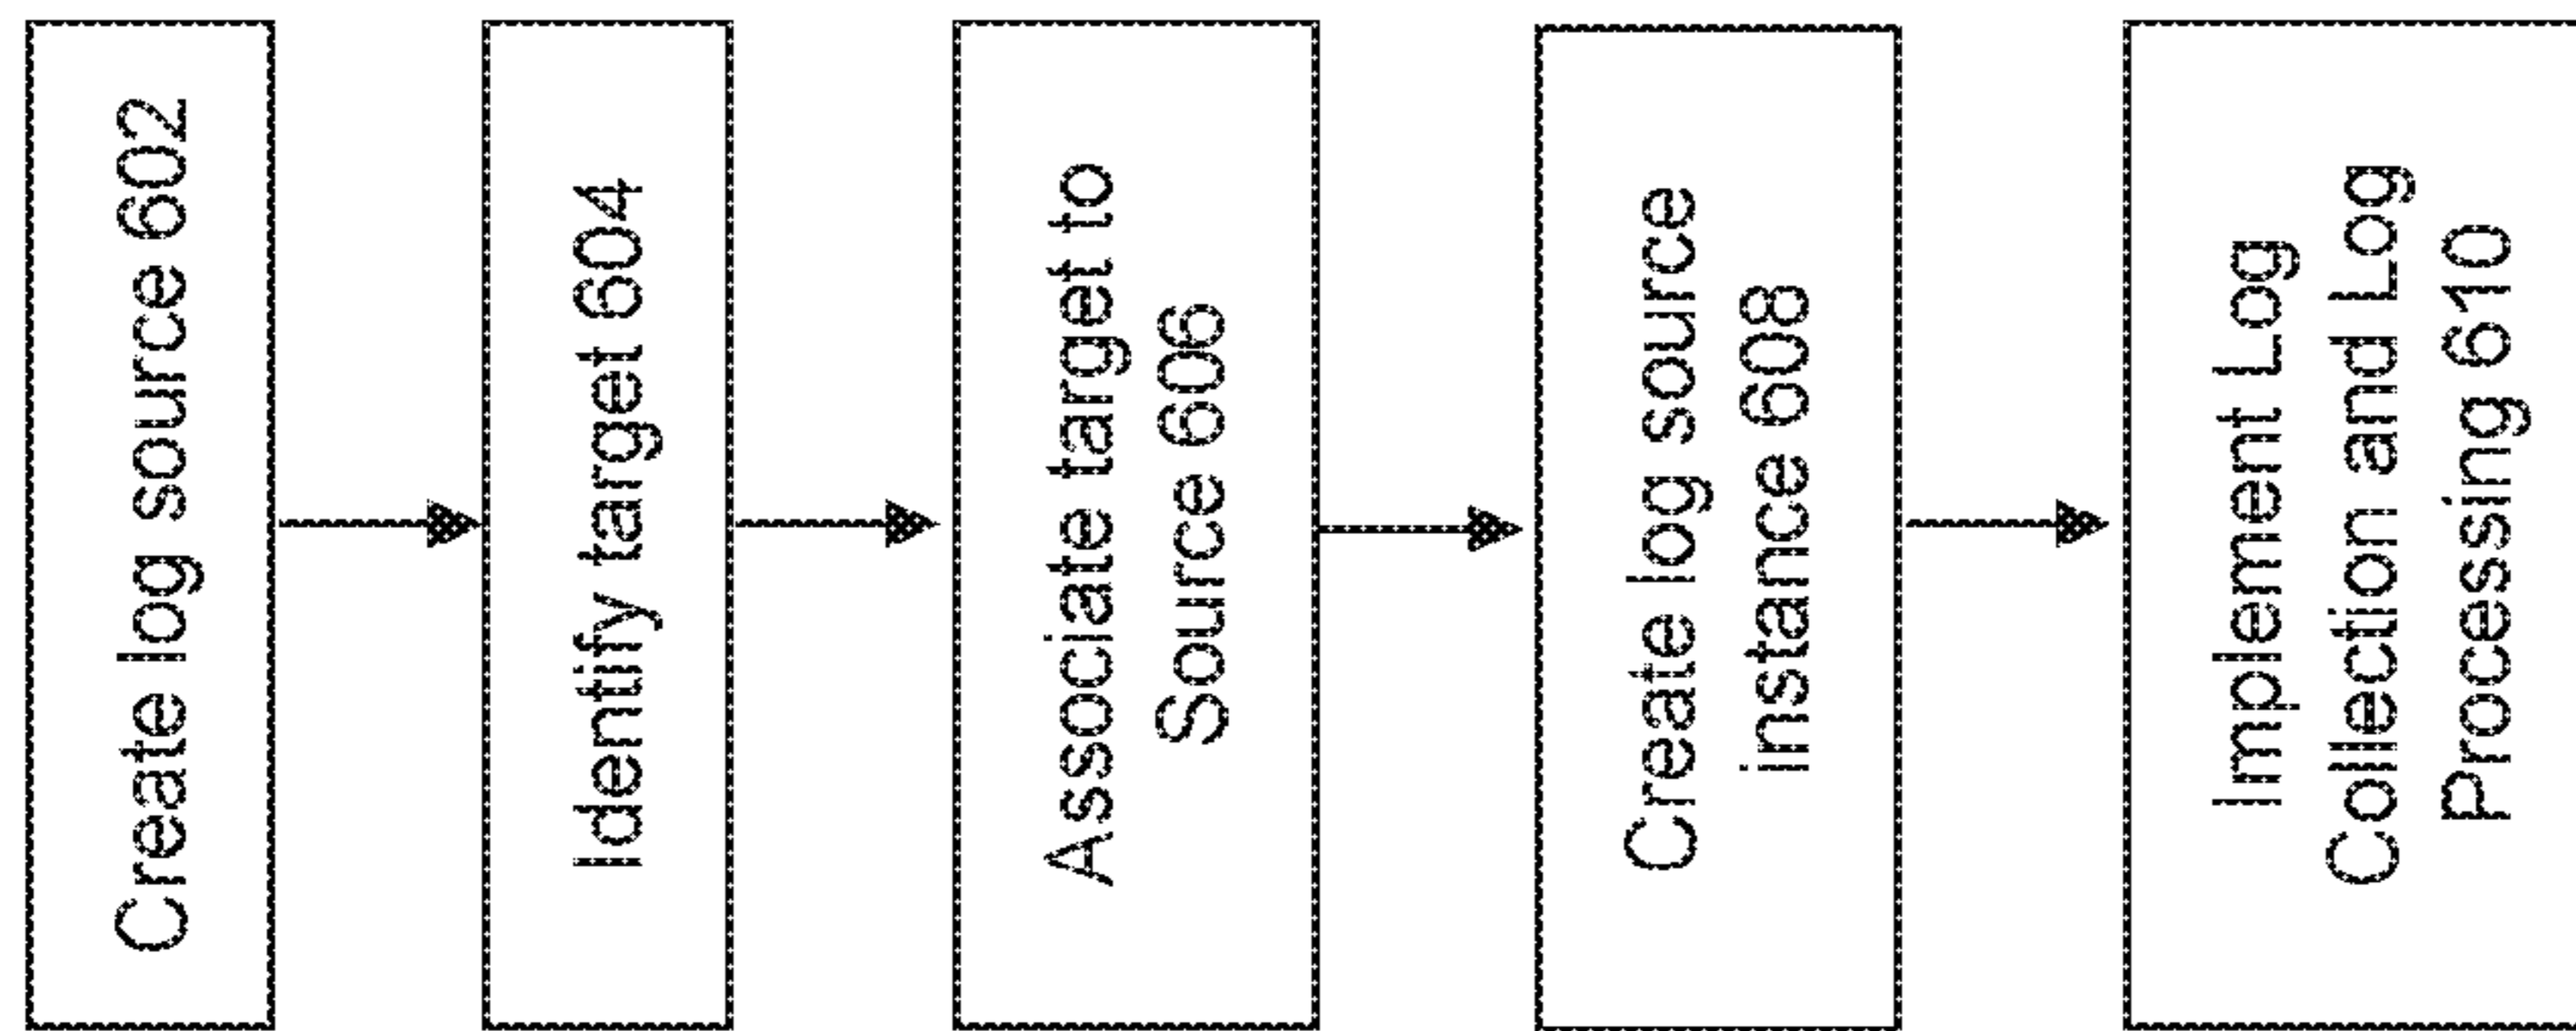 Create log source 602
Identify target 604
Associate target to
Source 606
Create log source
instance 608
Implement Log
Collection and Log
Processing 610